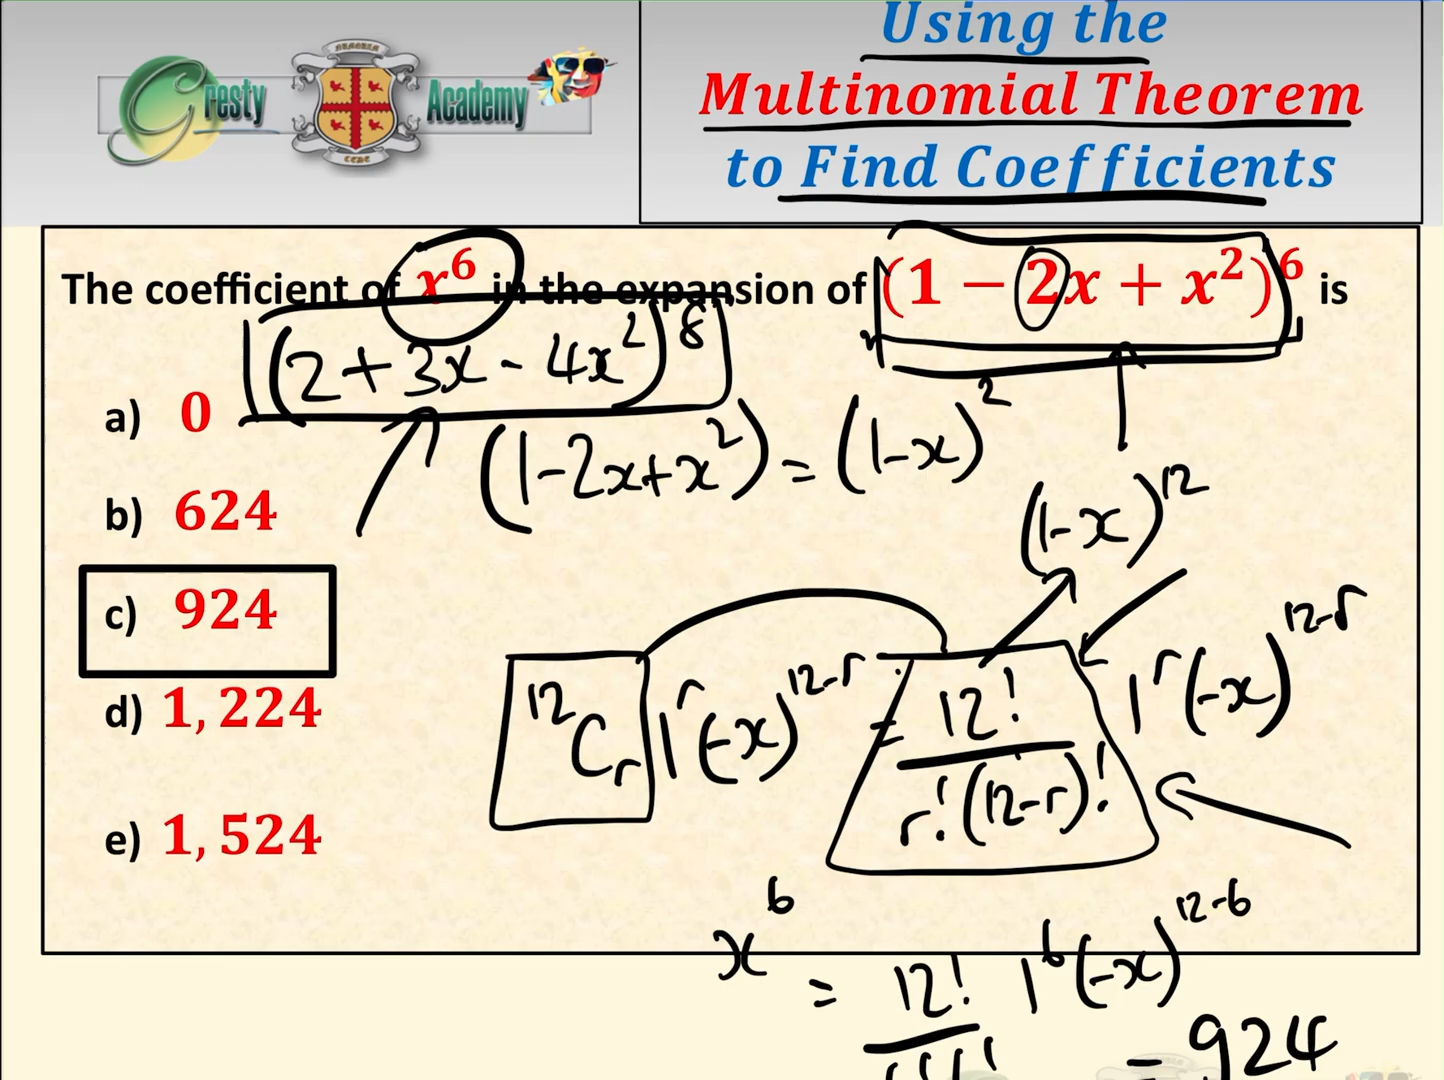 Using the
Multinomial Theorem
to Find Coefficients
Gresty Academy
The coefficient of x⁶ in the expansion of (1 − 2x + x²)⁶ is
(2 + 3x - 4x²)⁸
a) 0
(1-2x+x²) = (1-x)²
b) 624
(1-x)¹²
c) 924
d) 1,224
¹²Cᵣ 1ʳ(-x)¹²⁻ʳ = 12! / r!(12-r)! 1ʳ(-x)¹²⁻ʳ
e) 1,524
x⁶
= 12! 1⁶(-x)¹²⁻⁶
= 924